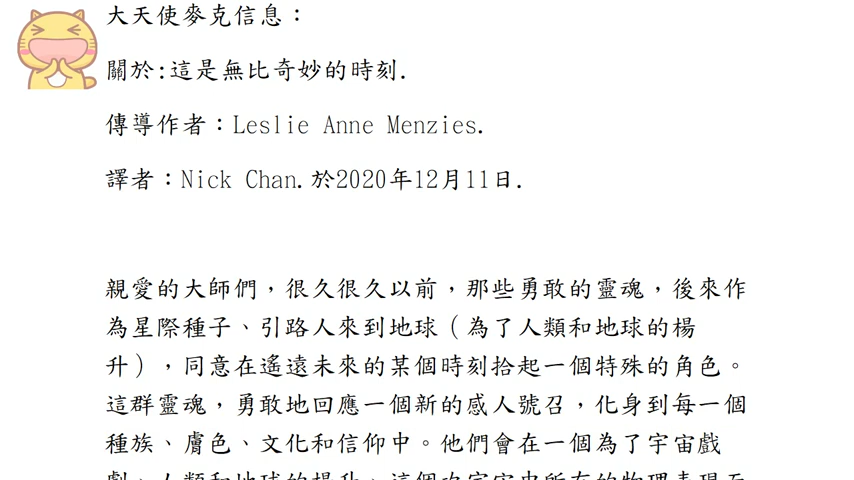 大天使麥克信息：
關於:這是無比奇妙的時刻.
傳導作者：Leslie Anne Menzies.
譯者：Nick Chan.於2020年12月11日.
親愛的大師們，很久很久以前，那些勇敢的靈魂，後來作
為星際種子、引路人來到地球（為了人類和地球的楊
升），同意在遙遠未來的某個時刻拾起一個特殊的角色。
這群靈魂，勇敢地回應一個新的感人號召，化身到每一個
種族、膚色、文化和信仰中。他們會在一個為了宇宙戲